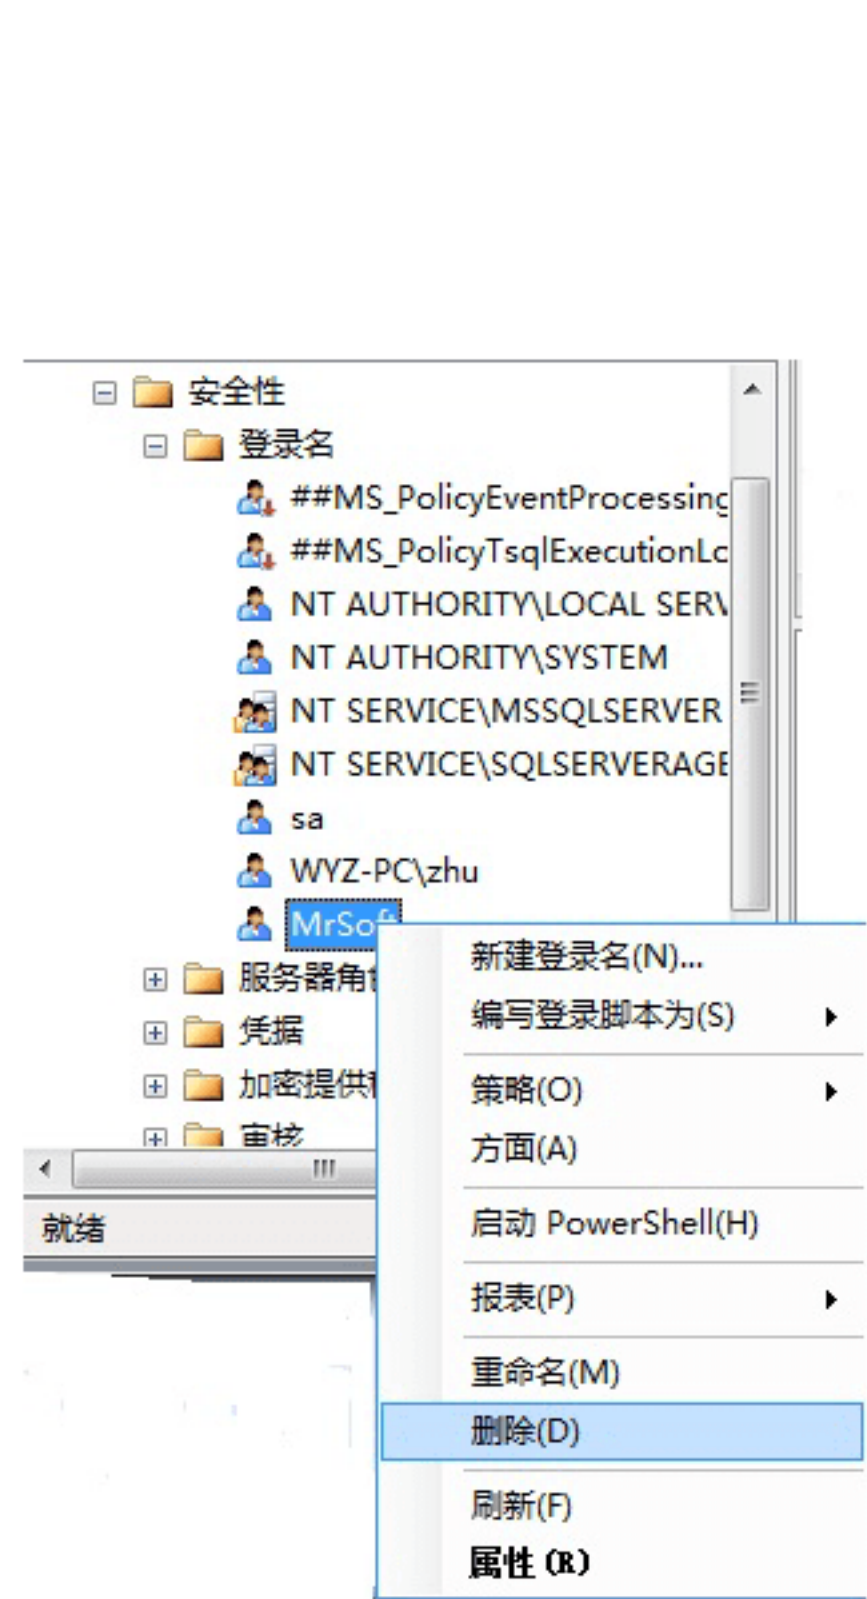 安全性
登录名
##MS_PolicyEventProcessing
##MS_PolicyTsqlExecutionLo
NT AUTHORITY\LOCAL SERV
NT AUTHORITY\SYSTEM
NT SERVICE\MSSQLSERVER
NT SERVICE\SQLSERVERAGE
sa
WYZ-PC\zhu
MrSoft
服务器角
凭据
加密提供
审核
就绪
新建登录名(N)...
编写登录脚本为(S)
策略(O)
方面(A)
启动 PowerShell(H)
报表(P)
重命名(M)
删除(D)
刷新(F)
属性(R)